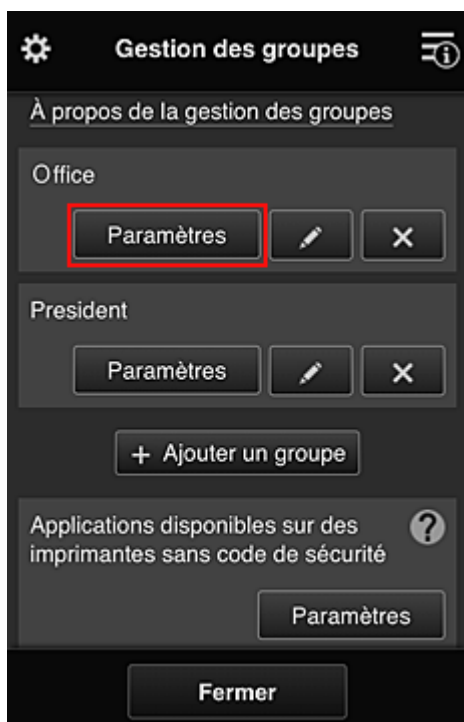 Gestion des groupes
À propos de la gestion des groupes
Office
Paramètres
President
Paramètres
+ Ajouter un groupe
Applications disponibles sur des
imprimantes sans code de sécurité
Paramètres
Fermer